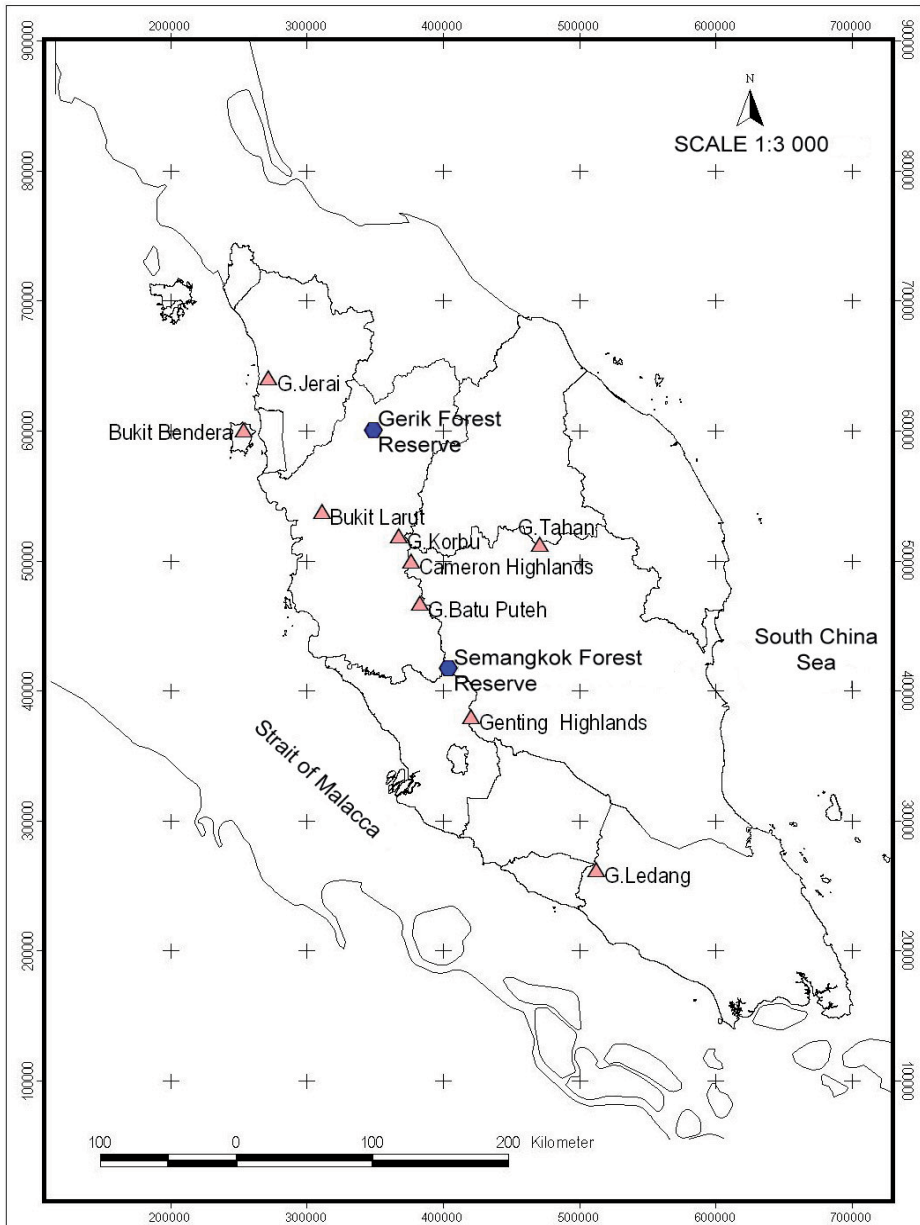 200000 300000 400000 500000 600000 700000
900000
900000
N
SCALE 1:3 000
800000
800000
700000
700000
G.Jerai
Gerik Forest
Reserve
Bukit Bendera
600000
600000
Bukit Larut
G.Tahan
G.Korbu
500000
500000
Cameron Highlands
G.Batu Puteh
South China
Sea
Semangkok Forest
Reserve
400000
400000
Genting Highlands
Strait of Malacca
300000
300000
G.Ledang
200000
200000
100000
100000
100 0 100 200 Kilometer
200000 300000 400000 500000 600000 700000